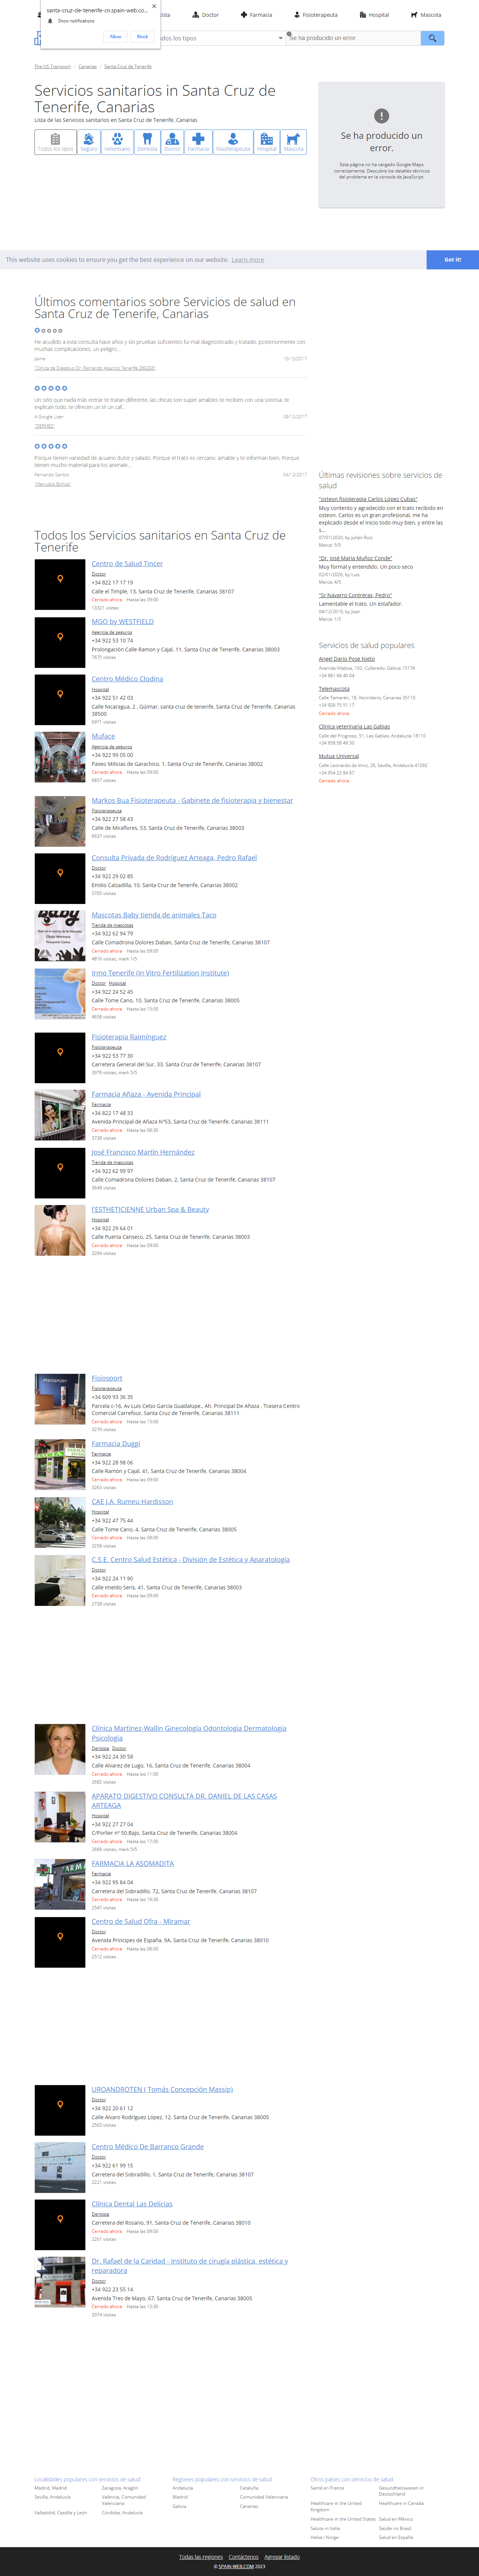 santa-cruz-de-tenerife-cn.spain-web.co...
Show notifications
Allow Block
Doctor Farmacia Fisioterapeuta Hospital Mascota
Se ha producido un error
The US Transport Canarias Santa Cruz de Tenerife
Servicios sanitarios in Santa Cruz de
Tenerife, Canarias
Lista de las Servicios sanitarios en Santa Cruz de Tenerife, Canarias
Todos los tipos Seguro Veterinario Dentista Doctor Farmacia Fisioterapeuta Hospital Mascota
Se ha producido un
error.
Esta página no ha cargado Google Maps
correctamente. Descubre los detalles técnicos
del problema en la consola de JavaScript.
This website uses cookies to ensure you get the best experience on our website. Learn more
Got it!
Últimos comentarios sobre Servicios de salud en
Santa Cruz de Tenerife, Canarias
He acudido a esta consulta hace años y sin pruebas suficientes fui mal diagnosticado y tratado, posteriormente con
muchas complicaciones, un peligro...
Jaime 15/12/2017
Un sitio que nada más entrar te tratan diferente, las chicas son super amables te reciben con una sonrisa, te
explican todo, te ofrecen un té un caf...
A Google User 08/12/2017
"DERMES"
Porque tienen variedad de acuario dulce y salado. Porque el trato es cercano, amable y te informan bien. Porque
tienen mucho material para los animale...
Fernando Santos 04/12/2017
Últimas revisiones sobre servicios de
salud
"osteon fisioterapia Carlos López Cubas"
Muy contento y agradecido con el trato recibido en
osteon. Carlos es un gran profesional, me ha
explicado desde el inicio todo muy bien, y entre las
s...
07/01/2020, by Julián Ruis
Marca: 5/5
"Dr. José María Muñoz Conde"
Muy formal y entendido. Un poco seco
02/01/2020, by Luis
Marca: 4/5
"Sr Navarro Contreras, Pedro"
Lamentable el trato. Un estafador.
04/12/2019, by Juan
Marca: 1/5
Servicios de salud populares
Angel Dario Pose Nieto
Avenida Vilaboa, 102, Culleredo, Galicia 15174
+34 981 66 40 04
Telemascota
Calle Tamarán, 18, Vecindario, Canarias 35110
+34 928 75 51 17
Cerrado ahora
Clínica veterinaria Las Gabias
Calle del Progreso, 51, Las Gabias, Andalucía 18110
+34 958 58 49 30
Mutua Universal
Calle Leonardo da Vinci, 28, Seville, Andalucía 41092
+34 954 22 84 87
Cerrado ahora
Todos los Servicios sanitarios en Santa Cruz de
Tenerife
Centro de Salud Tincer
Doctor
+34 822 17 17 19
Calle el Timple, 13, Santa Cruz de Tenerife, Canarias 38107
Cerrado ahora Hasta las 09:00
13321 visitas
MGO by WESTFIELD
Agencia de seguros
+34 922 53 10 74
Prolongación Calle Ramon y Cajal, 11, Santa Cruz de Tenerife, Canarias 38003
7675 visitas
Centro Médico Clodina
Hospital
+34 922 51 42 03
Calle Nicaragua, 2 , Güimar, santa cruz de tenerife, Santa Cruz de Tenerife, Canarias
38500
6971 visitas
Muface
Agencia de seguros
+34 922 99 05 00
Paseo Milicias de Garachico, 1, Santa Cruz de Tenerife, Canarias 38002
Cerrado ahora Hasta las 09:00
6857 visitas
Markos Bua Fisioterapeuta - Gabinete de fisioterapia y bienestar
Fisioterapeuta
+34 922 27 58 43
Calle de Miraflores, 53, Santa Cruz de Tenerife, Canarias 38003
6637 visitas
Consulta Privada de Rodríguez Arteaga, Pedro Rafael
Doctor
+34 922 29 02 85
Emilio Calzadilla, 10, Santa Cruz de Tenerife, Canarias 38002
5705 visitas
Mascotas Baby tienda de animales Taco
Tienda de mascotas
+34 922 62 94 79
Calle Comadrona Dolores Daban, Santa Cruz de Tenerife, Canarias 38107
Cerrado ahora Hasta las 09:00
4816 visitas, mark 1/5
Irmo Tenerife (In Vitro Fertilization Institute)
Doctor Hospital
+34 922 24 52 45
Calle Tome Cano, 10, Santa Cruz de Tenerife, Canarias 38005
Cerrado ahora Hasta las 15:00
4698 visitas
Fisioterapia Raimínguez
Fisioterapeuta
+34 922 53 77 30
Carretera General del Sur, 33, Santa Cruz de Tenerife, Canarias 38107
3976 visitas, mark 5/5
Farmacia Añaza - Avenida Principal
Farmacia
+34 822 17 48 33
Avenida Principal de Añaza Nº53, Santa Cruz de Tenerife, Canarias 38111
Cerrado ahora Hasta las 08:30
3738 visitas
José Francisco Martín Hernández
Tienda de mascotas
+34 922 62 99 97
Calle Comadrona Dolores Daban, 2, Santa Cruz de Tenerife, Canarias 38107
3648 visitas
l'ESTHETICIENNE Urban Spa & Beauty
Hospital
+34 922 29 64 01
Calle Puerta Canseco, 25, Santa Cruz de Tenerife, Canarias 38003
Cerrado ahora Hasta las 09:00
3294 visitas
Fisiosport
Fisioterapeuta
+34 609 93 36 35
Parcela c-16, Av Luis Celso García Guadalupe., Ah. Principal De Añaza . Trasera Centro
Comercial Carrefour, Santa Cruz de Tenerife, Canarias 38111
Cerrado ahora Hasta las 15:00
3270 visitas
Farmacia Duggi
Farmacia
+34 922 28 98 06
Calle Ramón y Cajal, 41, Santa Cruz de Tenerife, Canarias 38004
Cerrado ahora Hasta las 09:00
3263 visitas
CAE J.A. Rumeu Hardisson
Hospital
+34 922 47 75 44
Calle Tome Cano, 4, Santa Cruz de Tenerife, Canarias 38005
Cerrado ahora Hasta las 08:00
3258 visitas
C.S.E. Centro Salud Estética - División de Estética y Aparatología
Doctor
+34 922 24 11 90
Calle Imeldo Serís, 41, Santa Cruz de Tenerife, Canarias 38003
Cerrado ahora Hasta las 09:00
2738 visitas
Clínica Martínez-Wallin Ginecología Odontologia Dermatologia
Psicologia
Dentista Doctor
+34 922 24 30 58
Calle Alvarez de Lugo, 16, Santa Cruz de Tenerife, Canarias 38004
Cerrado ahora Hasta las 11:00
2682 visitas
APARATO DIGESTIVO CONSULTA DR. DANIEL DE LAS CASAS
ARTEAGA
Hospital
+34 922 27 27 04
C/Porlier nº 50.Bajo, Santa Cruz de Tenerife, Canarias 38004
Cerrado ahora Hasta las 17:00
2668 visitas, mark 5/5
FARMACIA LA ASOMADITA
Farmacia
+34 922 95 84 04
Carretera del Sobradillo, 72, Santa Cruz de Tenerife, Canarias 38107
Cerrado ahora Hasta las 16:30
2547 visitas
Centro de Salud Ofra - Miramar
Doctor
Avenida Príncipes de España, 9A, Santa Cruz de Tenerife, Canarias 38010
Cerrado ahora Hasta las 08:00
2512 visitas
UROANDROTEN ( Tomás Concepción Massip)
Doctor
+34 922 20 61 12
Calle Álvaro Rodríguez López, 12, Santa Cruz de Tenerife, Canarias 38005
2503 visitas
Centro Médico De Barranco Grande
Doctor
+34 922 61 99 15
Carretera del Sobradillo, 1, Santa Cruz de Tenerife, Canarias 38107
2221 visitas
Clínica Dental Las Delicias
Dentista
Carretera del Rosario, 91, Santa Cruz de Tenerife, Canarias 38010
Cerrado ahora Hasta las 09:00
2201 visitas
Dr. Rafael de la Caridad - Instituto de cirugía plástica, estética y
reparadora
Doctor
+34 922 23 55 14
Avenida Tres de Mayo, 67, Santa Cruz de Tenerife, Canarias 38005
Cerrado ahora Hasta las 15:30
2074 visitas
Localidades populares con servicios de salud
Madrid, Madrid Zaragoza, Aragón
Sevilla, Andalucía València, Comunidad
Valenciana
Valladolid, Castilla y León Córdoba, Andalucía
Regiones populares con servicios de salud
Andalucía Cataluña
Madrid Comunidad Valenciana
Galicia Canarias
Otros países con servicios de salud
Santé en France Gesundheitswesen in
Deutschland
Healthcare in the United
Kingdom
Healthcare in Canada
Healthcare in the United States Salud en México
Salute in Italia Saúde no Brasil
Helse i Norge Salud en España
Todas las regiones Contáctenos Agregar listado
© SPAIN-WEB.COM 2023